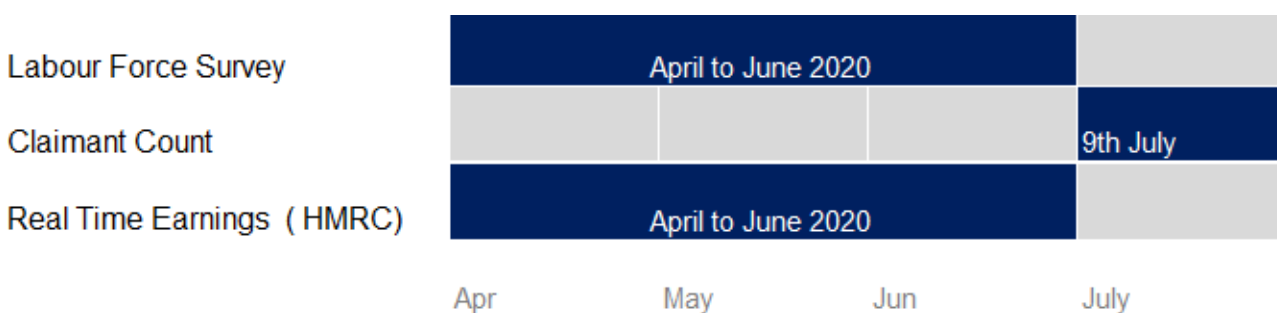 Labour Force Survey
April to June 2020
Claimant Count
9th July
Real Time Earnings ( HMRC)
April to June 2020
Apr May Jun July